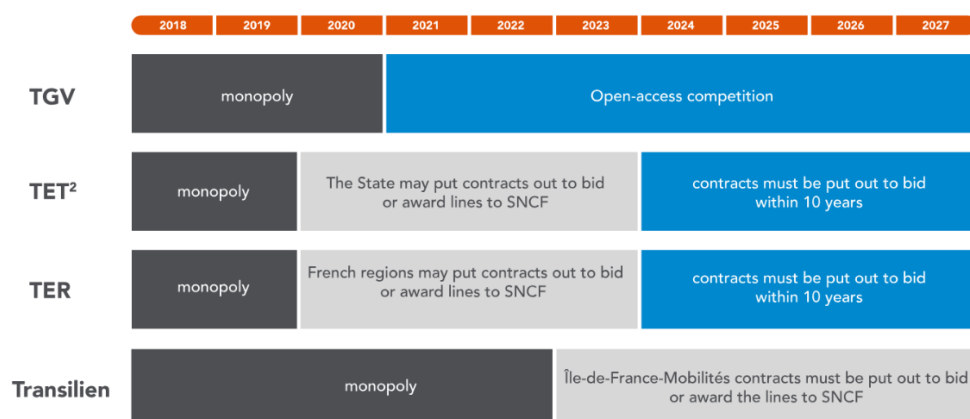 2018 2019 2020 2021 2022 2023 2024 2025 2026 2027
TGV
monopoly
Open-access competition
TET²
monopoly
The State may put contracts out to bid
or award lines to SNCF
contracts must be put out to bid
within 10 years
TER
monopoly
French regions may put contracts out to bid
or award lines to SNCF
contracts must be put out to bid
within 10 years
Transilien
monopoly
Île-de-France-Mobilités contracts must be put out to bid
or award the lines to SNCF